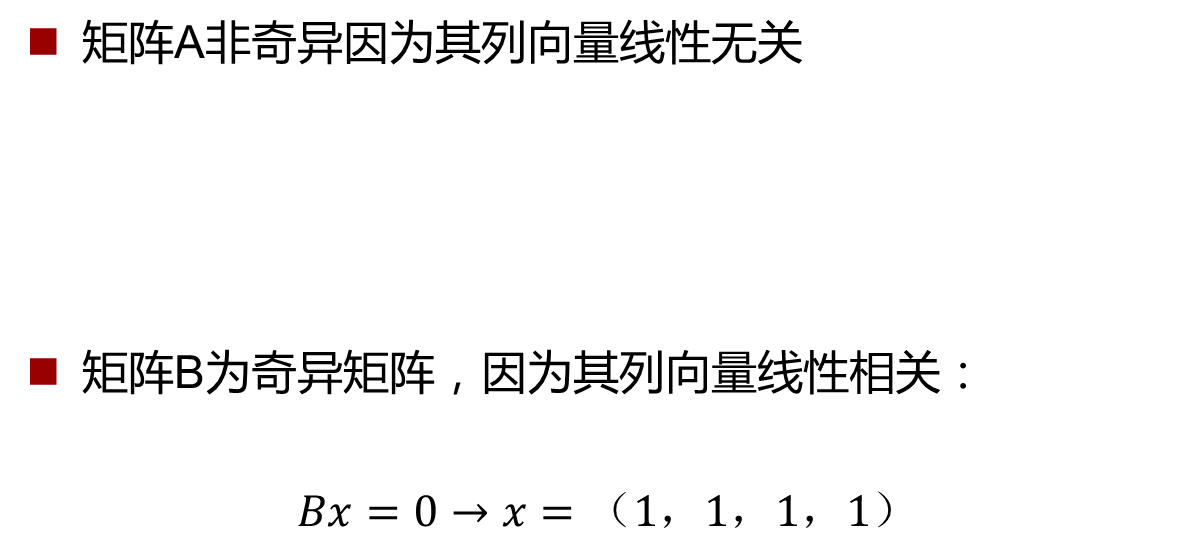 矩阵A非奇异因为其列向量线性无关
矩阵B为奇异矩阵，因为其列向量线性相关：
Bx = 0 → x = （1，1，1，1）